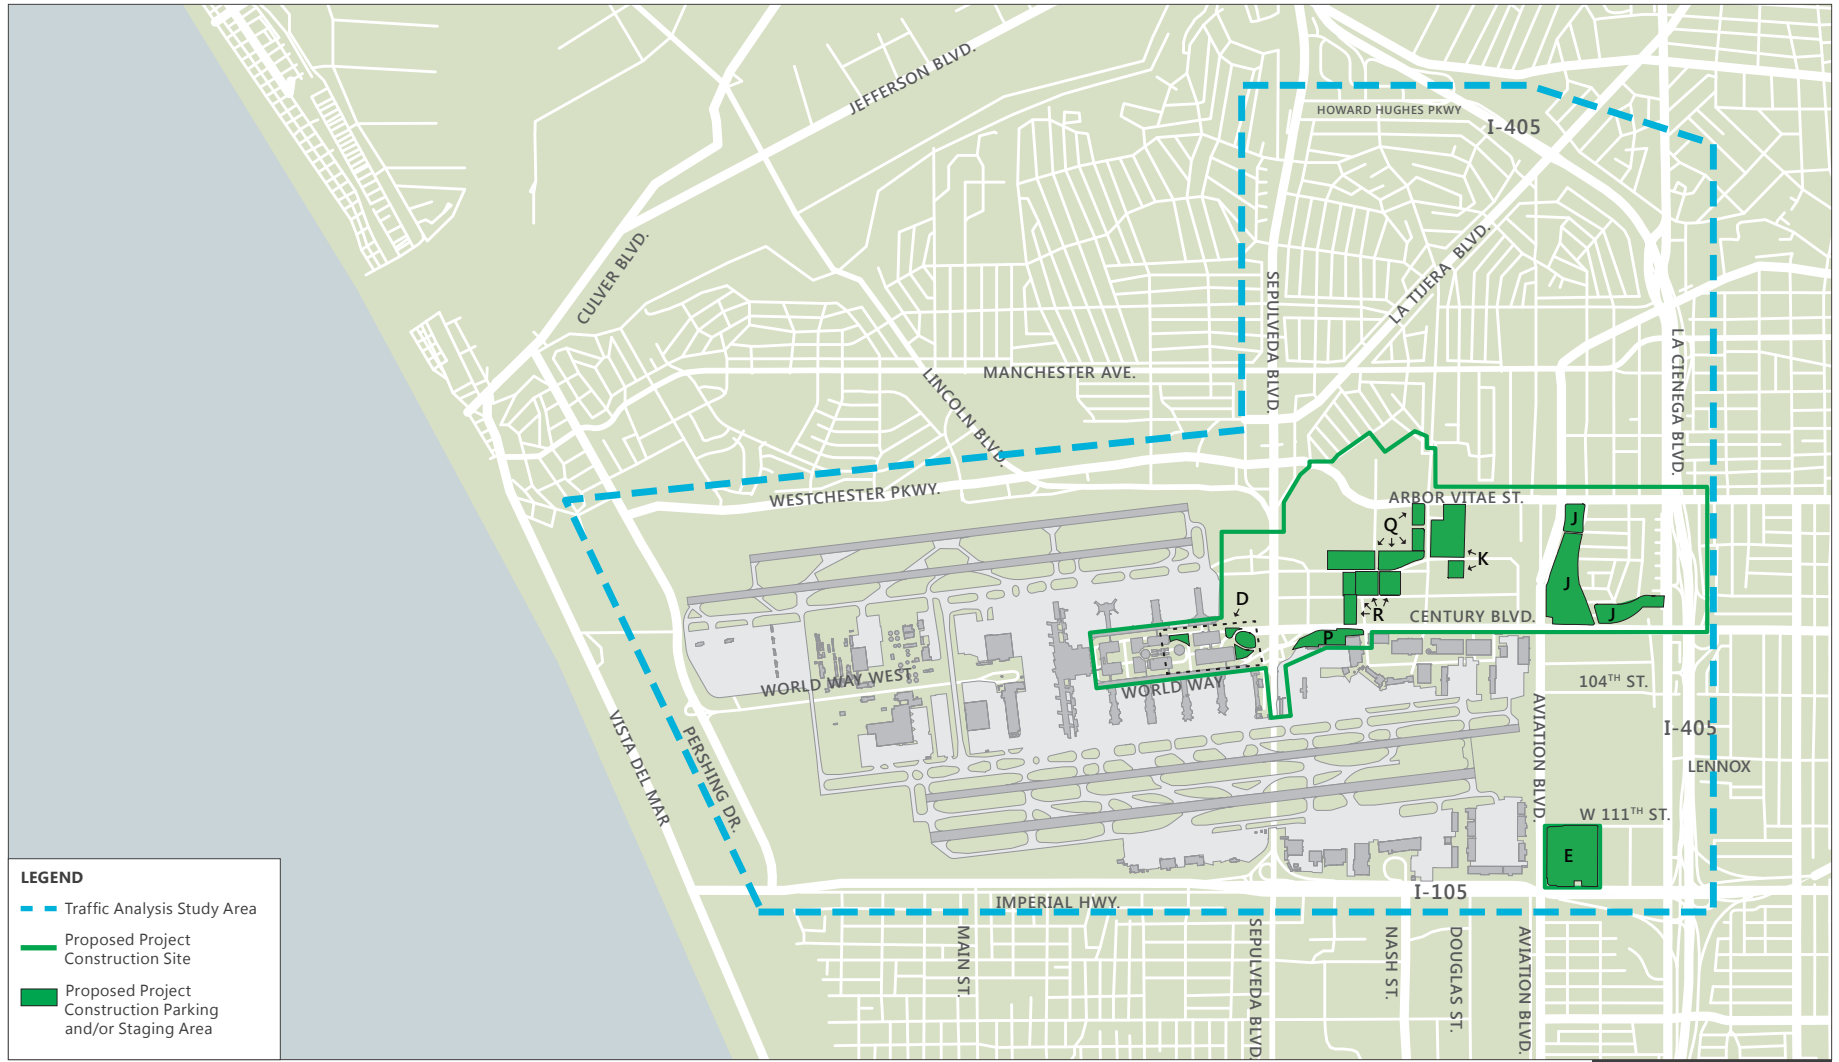 JEFFERSON BLVD.
HOWARD HUGHES PKWY
I-405
CULVER BLVD.
LA TIJERA BLVD.
SEPULVEDA BLVD.
LA CIENEGA BLVD.
MANCHESTER AVE.
LINCOLN BLVD.
WESTCHESTER PKWY.
ARBOR VITAE ST.
Q
J
K
J
D
R
CENTURY BLVD.
J
P
WORLD WAY WEST
WORLD WAY
104TH ST.
VISTA DEL MAR
PERSHING DR.
AVIATION BLVD.
I-405
LENNOX
W 111TH ST.
E
I-105
IMPERIAL HWY.
MAIN ST.
SEPULVEDA BLVD.
NASH ST.
DOUGLAS ST.
AVIATION BLVD.
LEGEND
Traffic Analysis Study Area
Proposed Project
Construction Site
Proposed Project
Construction Parking
and/or Staging Area